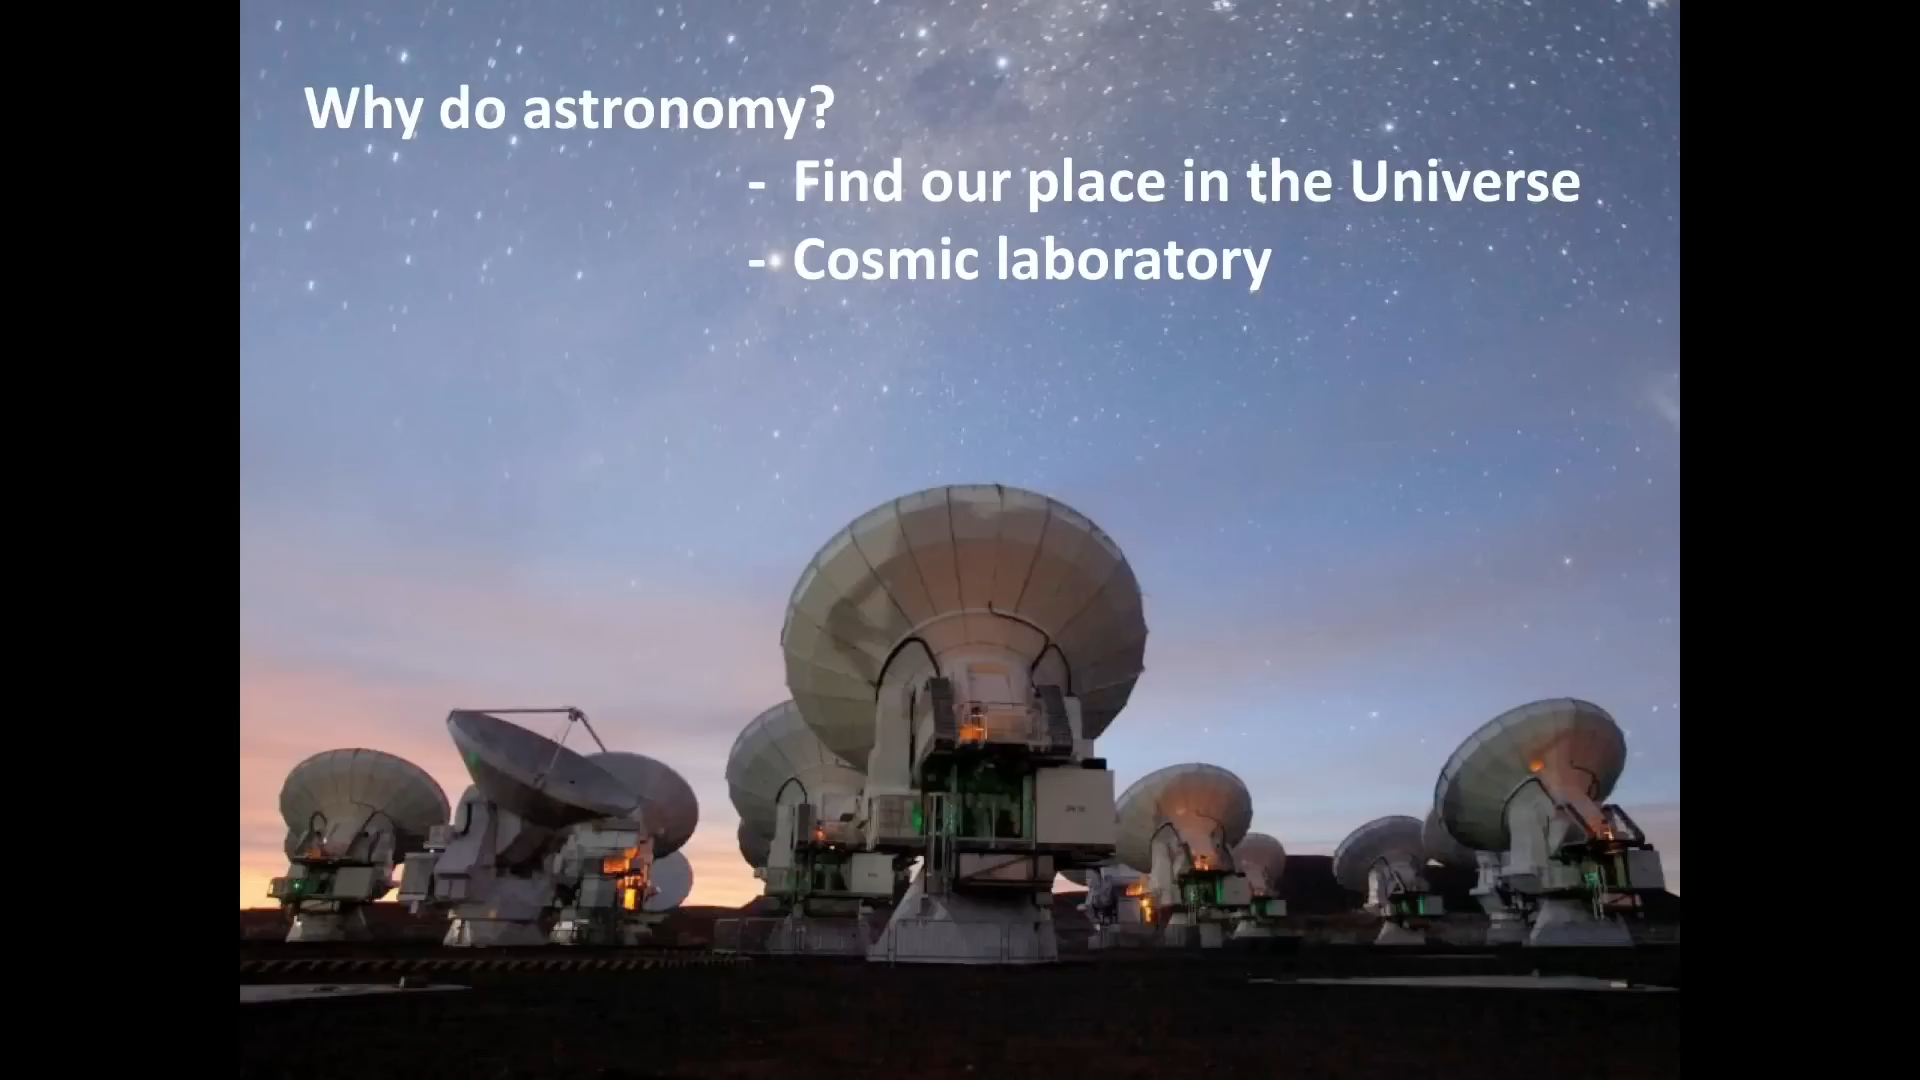 Why do astronomy?
- Find our place in the Universe
- Cosmic laboratory